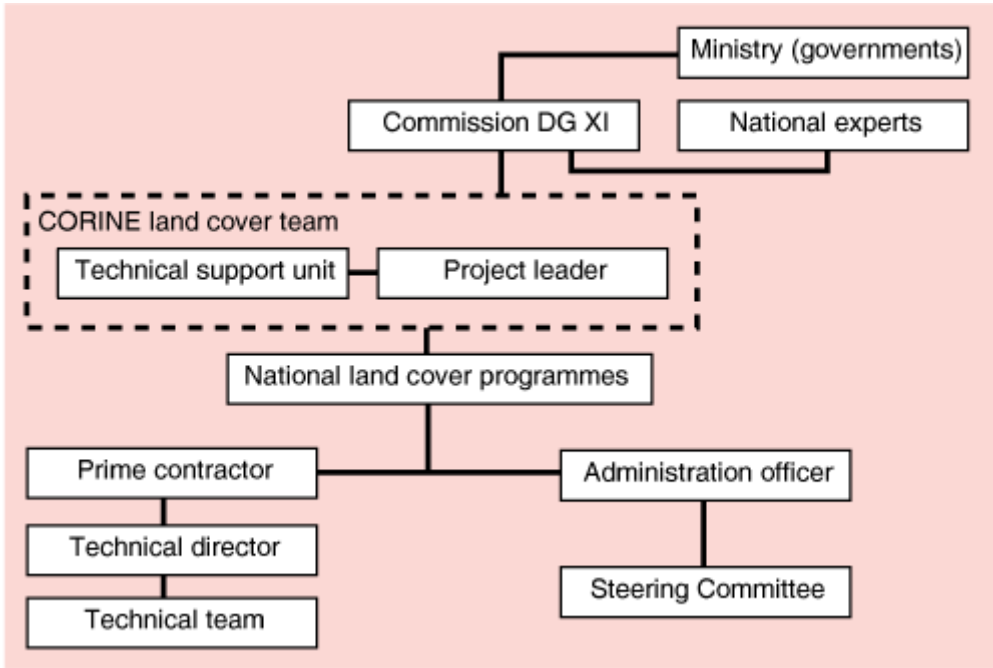 Ministry (governments)
Commission DG XI
National experts
CORINE land cover team
Technical support unit
Project leader
National land cover programmes
Prime contractor
Administration officer
Technical director
Steering Committee
Technical team